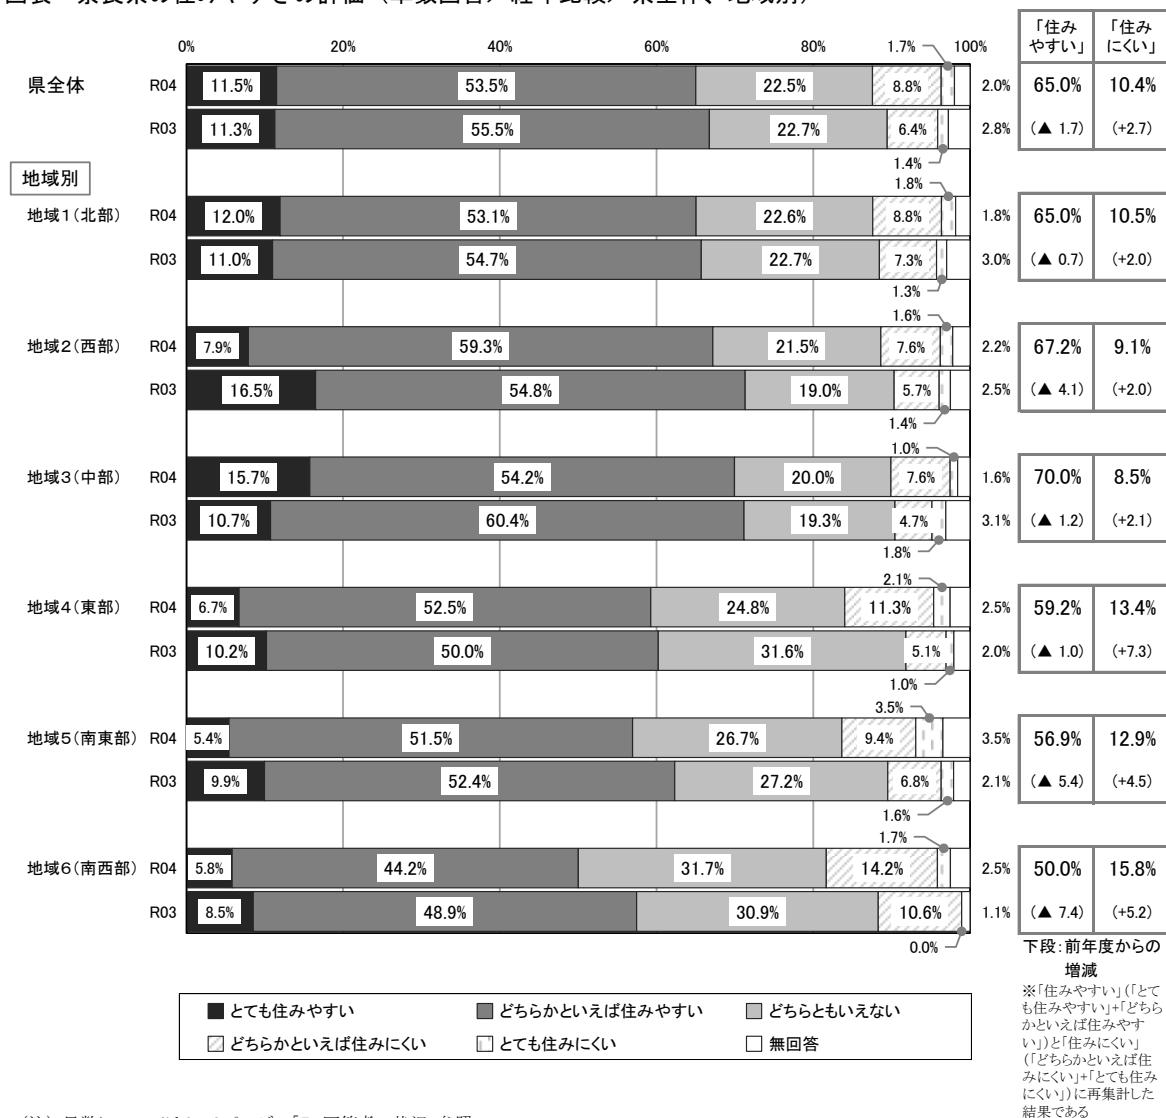 0% 20% 40% 60% 80% 1.7% 100%
「住みやすい」 「住みにくい」
県全体 R04 11.5% 53.5% 22.5% 8.8% 2.0% 65.0% 10.4%
R03 11.3% 55.5% 22.7% 6.4% 2.8% (▲ 1.7) (+2.7)
1.4%
地域別
1.8%
地域1(北部) R04 12.0% 53.1% 22.6% 8.8% 1.8% 65.0% 10.5%
R03 11.0% 54.7% 22.7% 7.3% 3.0% (▲ 0.7) (+2.0)
1.3%
1.6%
地域2(西部) R04 7.9% 59.3% 21.5% 7.6% 2.2% 67.2% 9.1%
R03 16.5% 54.8% 19.0% 5.7% 2.5% (▲ 4.1) (+2.0)
1.4%
1.0%
地域3(中部) R04 15.7% 54.2% 20.0% 7.6% 1.6% 70.0% 8.5%
R03 10.7% 60.4% 19.3% 4.7% 3.1% (▲ 1.2) (+2.1)
1.8%
2.1%
地域4(東部) R04 6.7% 52.5% 24.8% 11.3% 2.5% 59.2% 13.4%
R03 10.2% 50.0% 31.6% 5.1% 2.0% (▲ 1.0) (+7.3)
1.0%
3.5%
地域5(南東部) R04 5.4% 51.5% 26.7% 9.4% 3.5% 56.9% 12.9%
R03 9.9% 52.4% 27.2% 6.8% 2.1% (▲ 5.4) (+4.5)
1.6%
1.7%
地域6(南西部) R04 5.8% 44.2% 31.7% 14.2% 2.5% 50.0% 15.8%
R03 8.5% 48.9% 30.9% 10.6% 1.1% (▲ 7.4) (+5.2)
0.0%
下段:前年度からの
増減
とても住みやすい どちらかといえば住みやすい どちらともいえない
どちらかといえば住みにくい とても住みにくい 無回答
※「住みやすい」(「とて
も住みやすい」+「どちら
かといえば住みやす
い」)と「住みにくい」
(「どちらかといえば住
みにくい」+「とても住み
にくい」)に再集計した
結果である